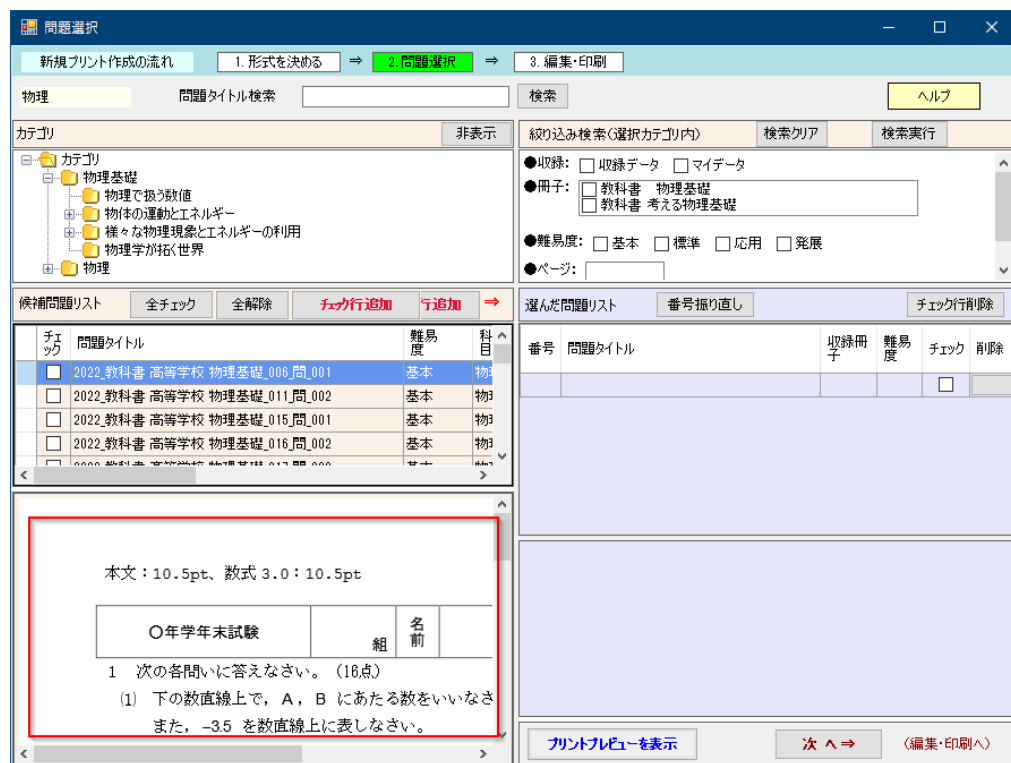 問題選択
新規プリント作成の流れ 1.形式を決める ⇒ 2.問題選択 ⇒ 3.編集・印刷
物理 問題タイトル検索 検索 ヘルプ
カテゴリ 非表示
カテゴリ
物理基礎
物理で扱う数値
物体の運動とエネルギー
様々な物理現象とエネルギーの利用
物理学が拓く世界
物理
絞り込み検索(選択カテゴリ内) 検索クリア 検索実行
●収録: 収録データ マイデータ
●冊子: 教科書 物理基礎
教科書 考える物理基礎
●難易度: 基本 標準 応用 発展
●ページ:
候補問題リスト 全チェック 全解除 チェック行追加 行追加 ⇒
チェック 問題タイトル 難易度 科目
2022_教科書 高等学校 物理基礎_006_問_001 基本
2022_教科書 高等学校 物理基礎_011_問_002 基本
2022_教科書 高等学校 物理基礎_015_問_001 基本
2022_教科書 高等学校 物理基礎_016_問_002 基本
選んだ問題リスト 番号振り直し チェック行削除
番号 問題タイトル 収録冊子 難易度 チェック 削除
本文:10.5pt、数式3.0:10.5pt
〇年学年末試験 組 名前
1 次の各問いに答えなさい。(16点)
(1) 下の数直線上で,A,B にあたる数をいいなさ
また,-3.5 を数直線上に表しなさい。
プリントプレビューを表示 次 へ⇒ (編集・印刷へ)